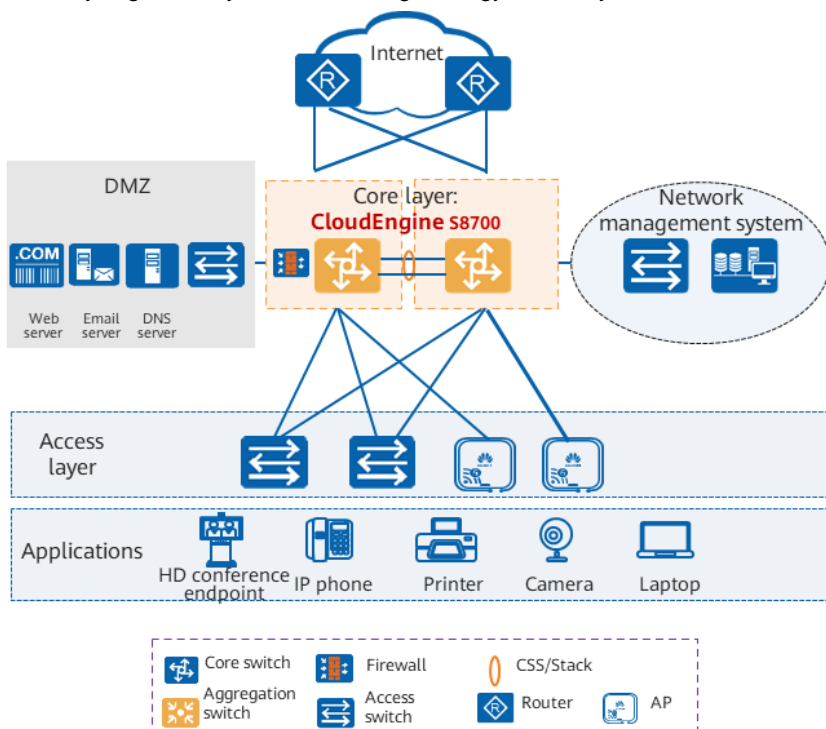 Internet
R
R
DMZ
Core layer:
CloudEngine S8700
Network
management system
.COM
Web
server
Email
server
DNS
server
Access
layer
Applications
HD conference
endpoint
IP phone
Printer
Camera
Laptop
Core switch
Firewall
CSS/Stack
Aggregation
switch
Access
switch
R
Router
AP